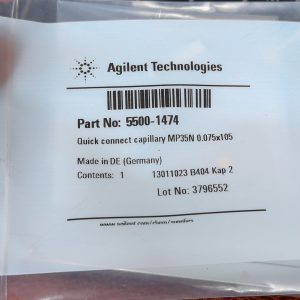 Agilent Technologies
Part No: 5500-1474
Quick connect capillary MP35N 0.075x105
Made in DE (Germany)
Contents: 1 13011023 B404 Kap 2
Lot No: 3796552